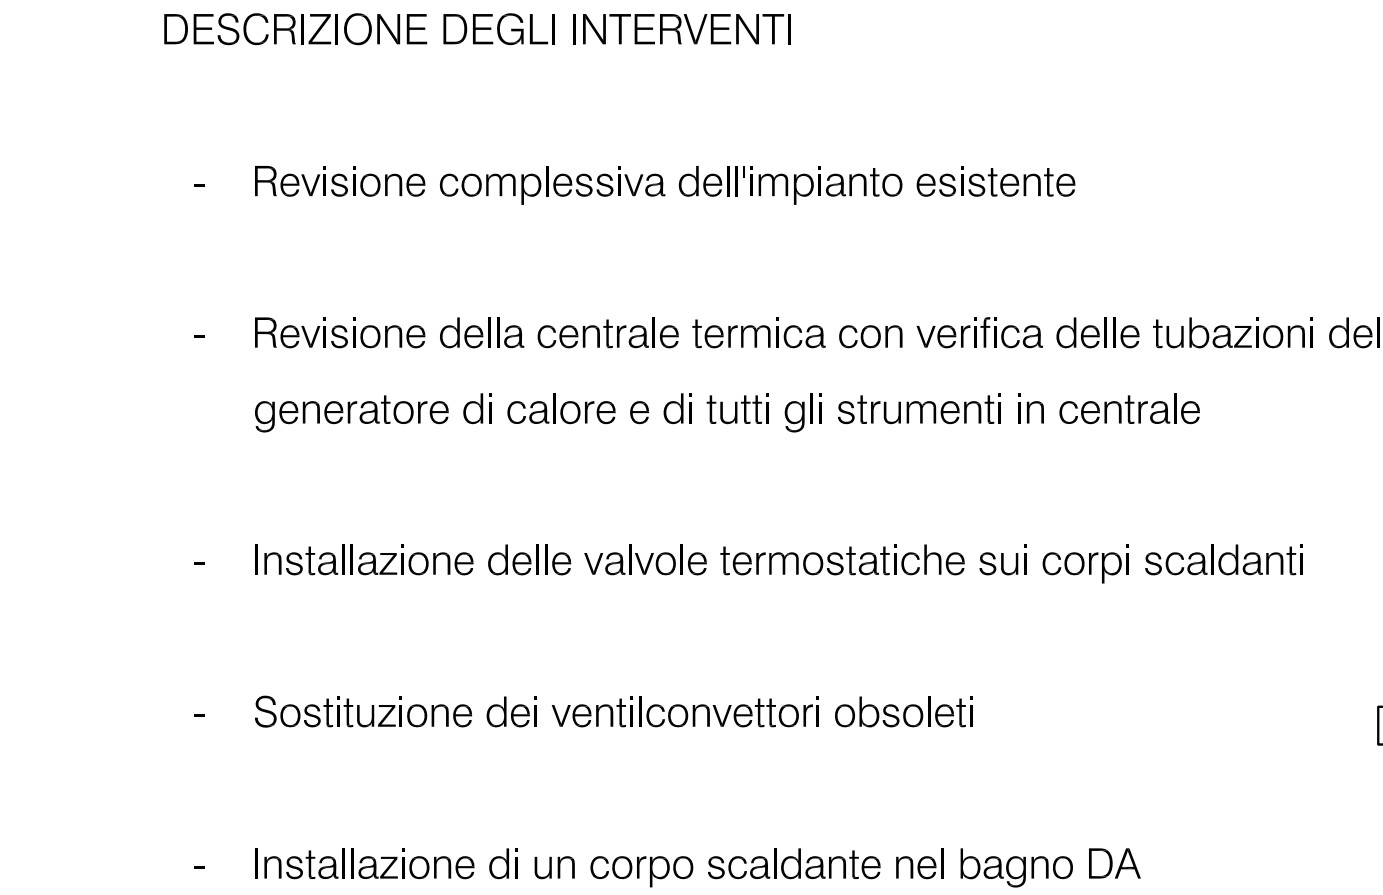 DESCRIZIONE DEGLI INTERVENTI
- Revisione complessiva dell'impianto esistente
- Revisione della centrale termica con verifica delle tubazioni del
generatore di calore e di tutti gli strumenti in centrale
- Installazione delle valvole termostatiche sui corpi scaldanti
- Sostituzione dei ventilconvettori obsoleti
- Installazione di un corpo scaldante nel bagno DA